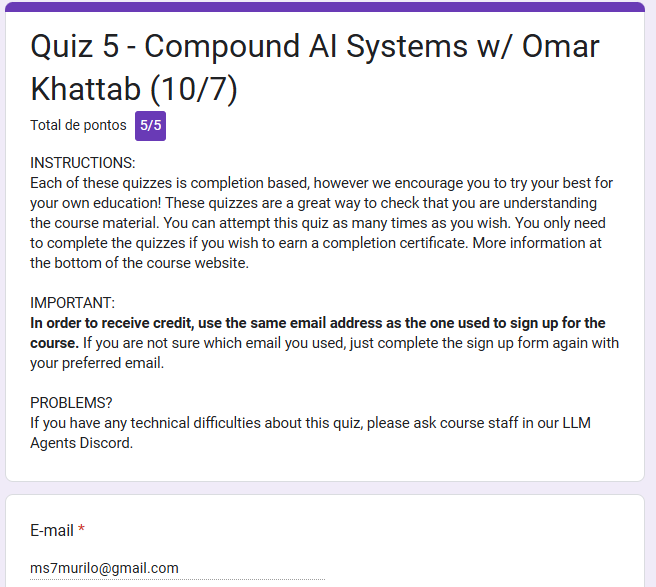 Quiz 5 - Compound AI Systems w/ Omar
Khattab (10/7)
Total de pontos 5/5
INSTRUCTIONS:
Each of these quizzes is completion based, however we encourage you to try your best for
your own education! These quizzes are a great way to check that you are understanding
the course material. You can attempt this quiz as many times as you wish. You only need
to complete the quizzes if you wish to earn a completion certificate. More information at
the bottom of the course website.
IMPORTANT:
In order to receive credit, use the same email address as the one used to sign up for the
course. If you are not sure which email you used, just complete the sign up form again with
your preferred email.
PROBLEMS?
If you have any technical difficulties about this quiz, please ask course staff in our LLM
Agents Discord.
E-mail *
ms7murilo@gmail.com